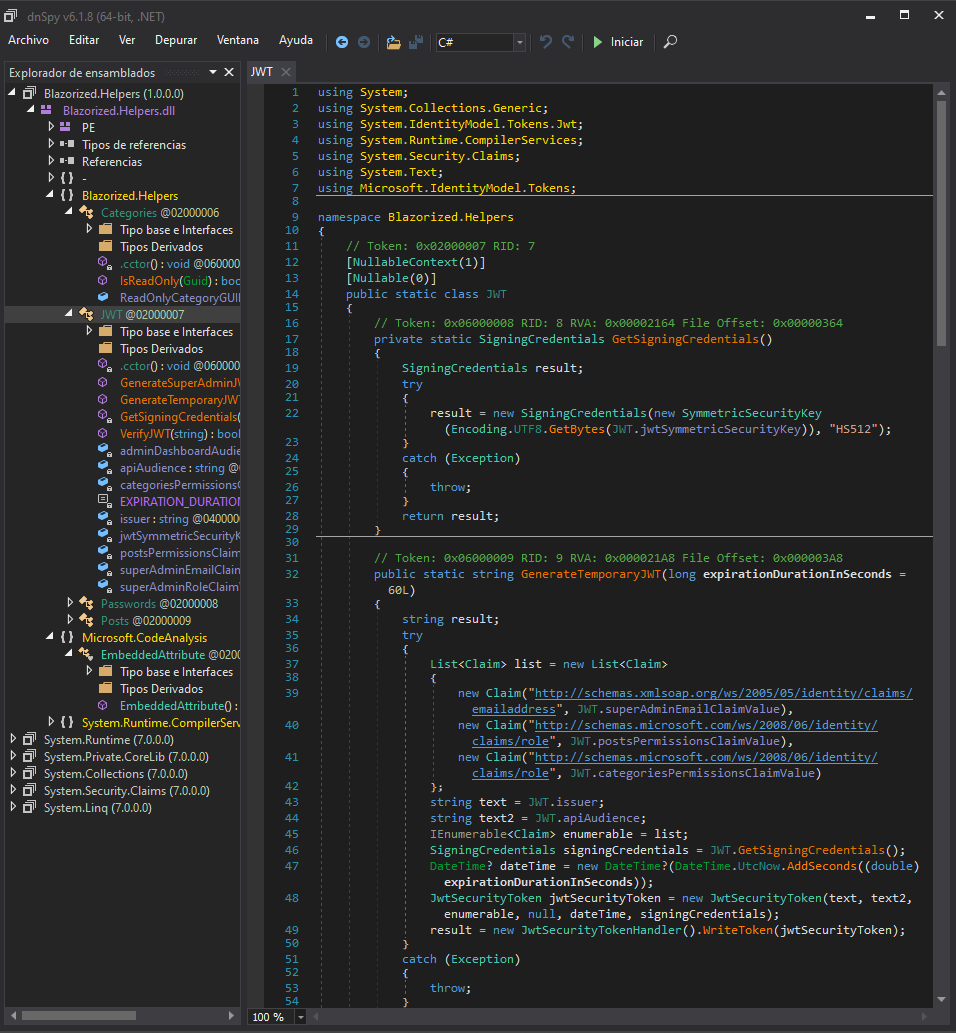 dnSpy v6.1.8 (64-bit, .NET)
Archivo Editar Ver Depurar Ventana Ayuda C# Iniciar
Explorador de ensamblados
Blazorized.Helpers (1.0.0.0)
Blazorized.Helpers.dll
PE
Tipos de referencias
Referencias
{ } -
{ } Blazorized.Helpers
Categories @02000006
Tipo base e Interfaces
Tipos Derivados
.cctor() : void @060000
IsReadOnly(Guid) : boo
ReadOnlyCategoryGUI
JWT @02000007
Tipo base e Interfaces
Tipos Derivados
.cctor() : void @060000
GenerateSuperAdminJV
GenerateTemporaryJWT
GetSigningCredentials(
VerifyJWT(string) : bool
adminDashboardAudie
apiAudience : string @0
categoriesPermissionsC
EXPIRATION_DURATION
issuer : string @040000
jwtSymmetricSecurityK
postsPermissionsClaim
superAdminEmailClaim
superAdminRoleClaim
Passwords @02000008
Posts @02000009
{ } Microsoft.CodeAnalysis
EmbeddedAttribute @0200
Tipo base e Interfaces
Tipos Derivados
EmbeddedAttribute() :
{ } System.Runtime.CompilerServ
System.Runtime (7.0.0.0)
System.Private.CoreLib (7.0.0.0)
System.Collections (7.0.0.0)
System.Security.Claims (7.0.0.0)
System.Linq (7.0.0.0)
JWT
1 using System;
2 using System.Collections.Generic;
3 using System.IdentityModel.Tokens.Jwt;
4 using System.Runtime.CompilerServices;
5 using System.Security.Claims;
6 using System.Text;
7 using Microsoft.IdentityModel.Tokens;
8
9 namespace Blazorized.Helpers
10 {
11 // Token: 0x02000007 RID: 7
12 [NullableContext(1)]
13 [Nullable(0)]
14 public static class JWT
15 {
16 // Token: 0x06000008 RID: 8 RVA: 0x00002164 File Offset: 0x00000364
17 private static SigningCredentials GetSigningCredentials()
18 {
19 SigningCredentials result;
20 try
21 {
22 result = new SigningCredentials(new SymmetricSecurityKey
(Encoding.UTF8.GetBytes(JWT.jwtSymmetricSecurityKey)), "HS512");
23 }
24 catch (Exception)
25 {
26 throw;
27 }
28 return result;
29 }
30
31 // Token: 0x06000009 RID: 9 RVA: 0x000021A8 File Offset: 0x000003A8
32 public static string GenerateTemporaryJWT(long expirationDurationInSeconds =
60L)
33 {
34 string result;
35 try
36 {
37 List<Claim> list = new List<Claim>
38 {
39 new Claim("http://schemas.xmlsoap.org/ws/2005/05/identity/claims/
emailaddress", JWT.superAdminEmailClaimValue),
40 new Claim("http://schemas.microsoft.com/ws/2008/06/identity/
claims/role", JWT.postsPermissionsClaimValue),
41 new Claim("http://schemas.microsoft.com/ws/2008/06/identity/
claims/role", JWT.categoriesPermissionsClaimValue)
42 };
43 string text = JWT.issuer;
44 string text2 = JWT.apiAudience;
45 IEnumerable<Claim> enumerable = list;
46 SigningCredentials signingCredentials = JWT.GetSigningCredentials();
47 DateTime? dateTime = new DateTime?(DateTime.UtcNow.AddSeconds((double)
expirationDurationInSeconds));
48 JwtSecurityToken jwtSecurityToken = new JwtSecurityToken(text, text2,
enumerable, null, dateTime, signingCredentials);
49 result = new JwtSecurityTokenHandler().WriteToken(jwtSecurityToken);
50 }
51 catch (Exception)
52 {
53 throw;
54 }
100 %